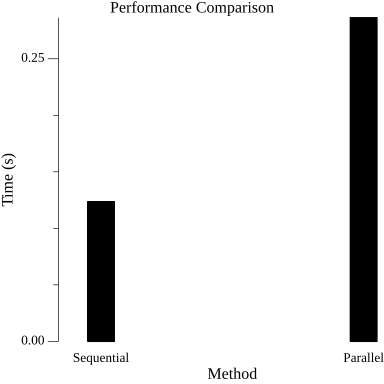 Performance Comparison
0.25
Time (s)
0.00
Sequential
Parallel
Method